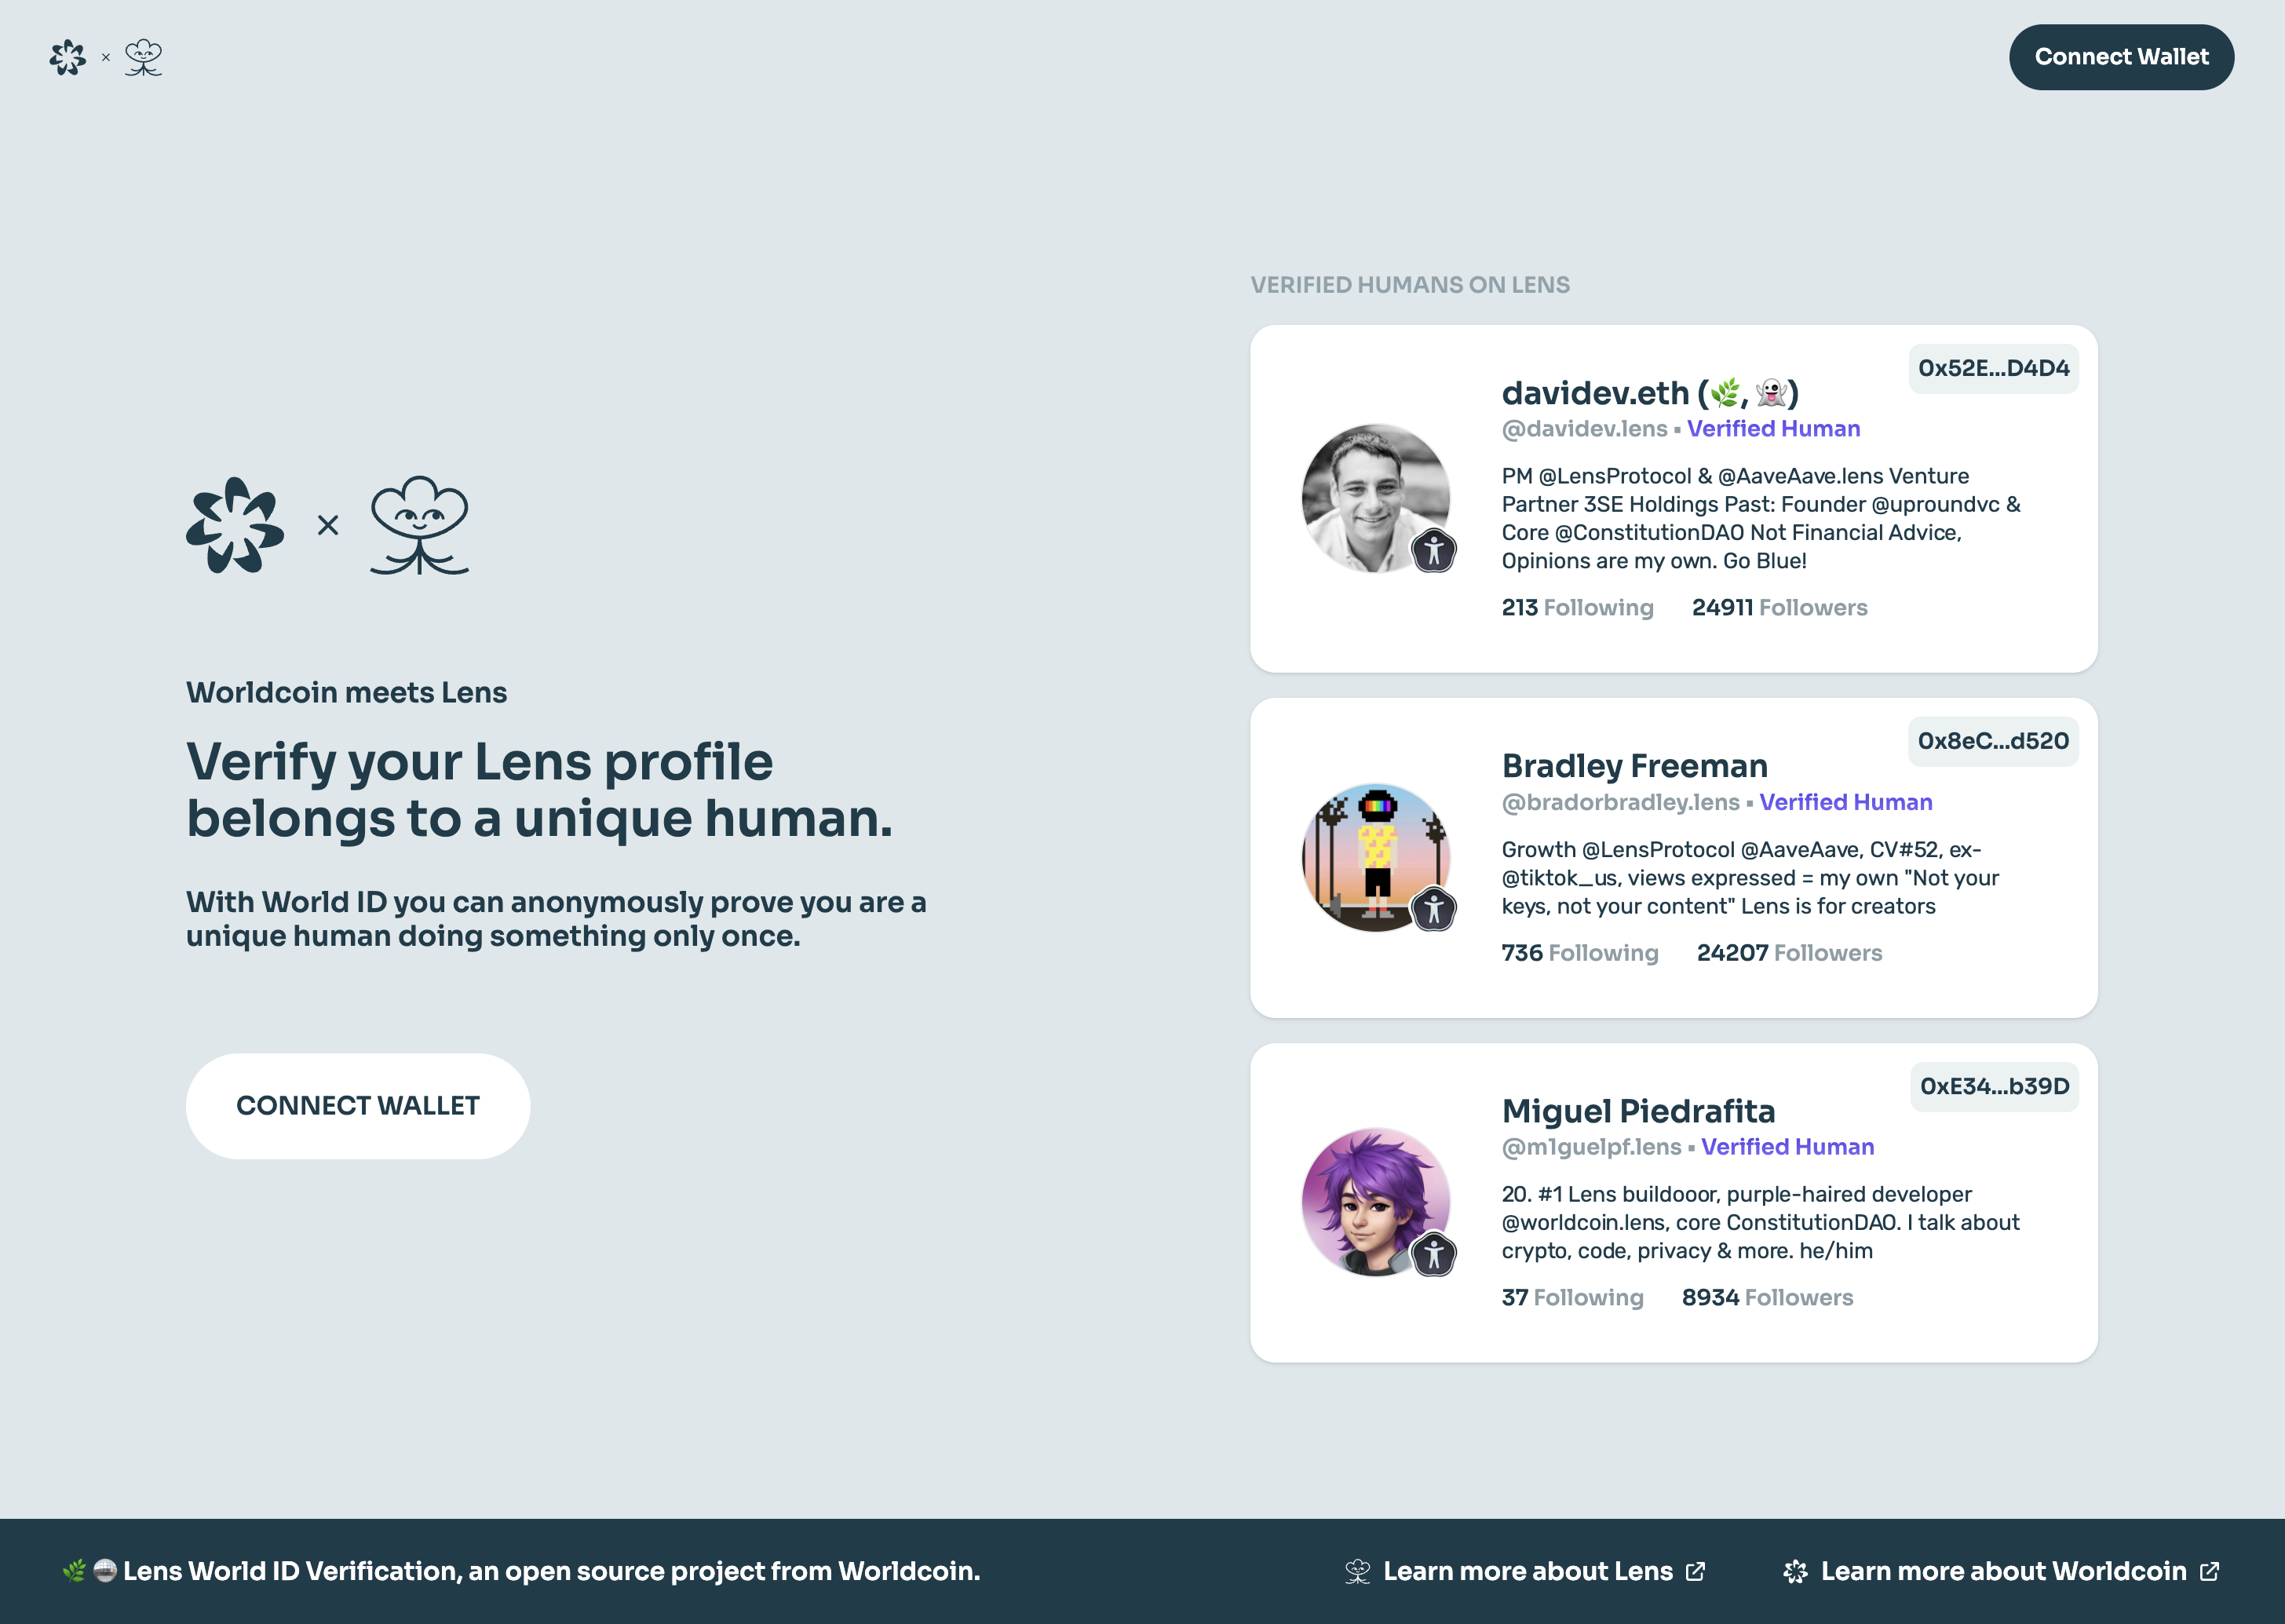 ×
Connect Wallet
×
Worldcoin meets Lens
Verify your Lens profile
belongs to a unique human.
With World ID you can anonymously prove you are a
unique human doing something only once.
CONNECT WALLET
VERIFIED HUMANS ON LENS
0x52E...D4D4
davidev.eth (🌿, 👻)
@davidev.lens ▪ Verified Human
PM @LensProtocol & @AaveAave.lens Venture
Partner 3SE Holdings Past: Founder @uproundvc &
Core @ConstitutionDAO Not Financial Advice,
Opinions are my own. Go Blue!
213 Following 24911 Followers
0x8eC...d520
Bradley Freeman
@bradorbradley.lens ▪ Verified Human
Growth @LensProtocol @AaveAave, CV#52, ex-
@tiktok_us, views expressed = my own "Not your
keys, not your content" Lens is for creators
736 Following 24207 Followers
0xE34...b39D
Miguel Piedrafita
@m1guelpf.lens ▪ Verified Human
20. #1 Lens buildooor, purple-haired developer
@worldcoin.lens, core ConstitutionDAO. I talk about
crypto, code, privacy & more. he/him
37 Following 8934 Followers
🌿 Lens World ID Verification, an open source project from Worldcoin.
Learn more about Lens
Learn more about Worldcoin